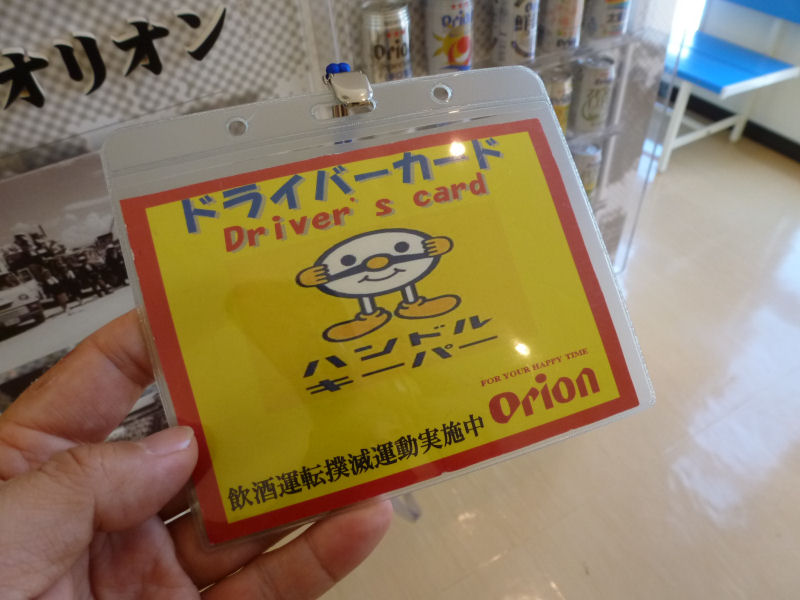 オリオン
Orion
Orion
ドライバーカード
Driver's card
ハンドル
キーパー
FOR YOUR HAPPY TIME
Orion
飲酒運転撲滅運動実施中